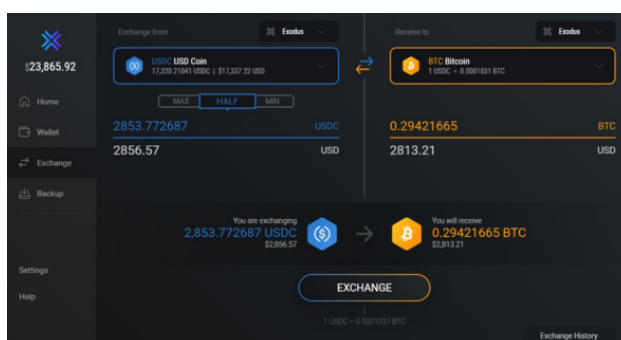 $23,865.92
Home
Wallet
Exchange
Backup
Settings
Help
Exchange from
Exodus
USDC USD Coin
17,320.21041 USDC | $17,337.22 USD
MAX HALF MIN
2853.772687 USDC
2856.57 USD
Receive to
Exodus
BTC Bitcoin
1 USDC = 0.0001031 BTC
0.29421665 BTC
2813.21 USD
You are exchanging
2,853.772687 USDC
$2,856.57
You will receive
0.29421665 BTC
$2,813.21
EXCHANGE
1 USDC = 0.0001031 BTC
Exchange History